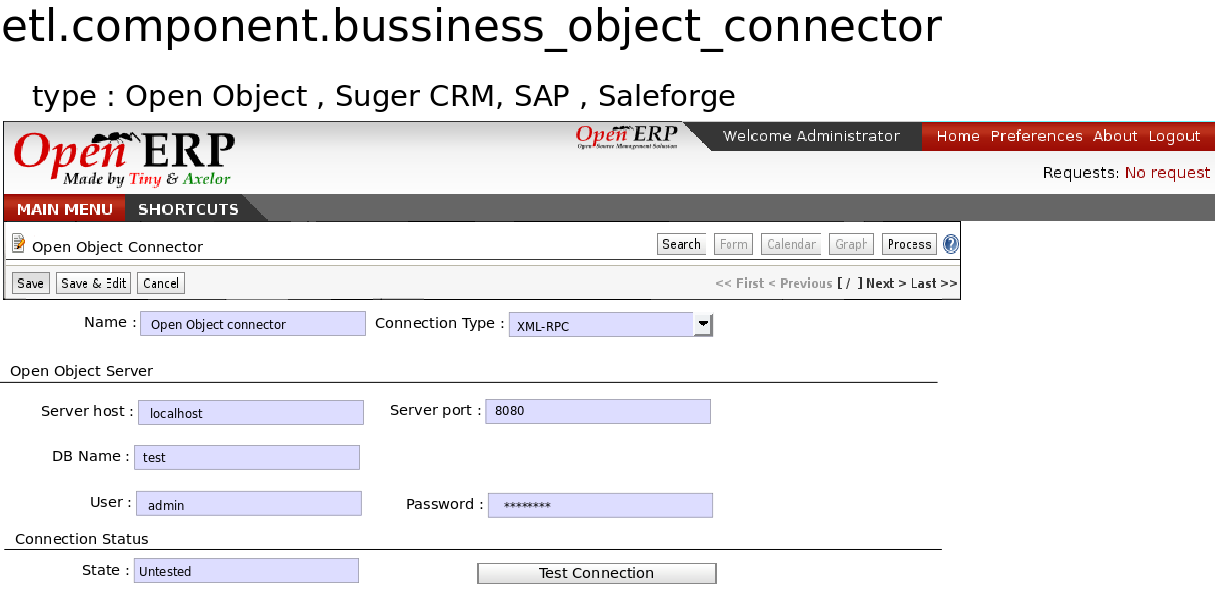 etl.component.bussiness_object_connector
type : Open Object , Suger CRM, SAP , Saleforge
Open ERP
Made by Tiny & Axelor
Open ERP
Open Source Management Solution
Welcome Administrator
Home Preferences About Logout
Requests: No request
MAIN MENU SHORTCUTS
Open Object Connector
Search Form Calendar Graph Process ?
Save Save & Edit Cancel
<< First < Previous [ / ] Next > Last >>
Name : Open Object connector Connection Type : XML-RPC
Open Object Server
Server host : localhost Server port : 8080
DB Name : test
User : admin Password : ********
Connection Status
State : Untested Test Connection